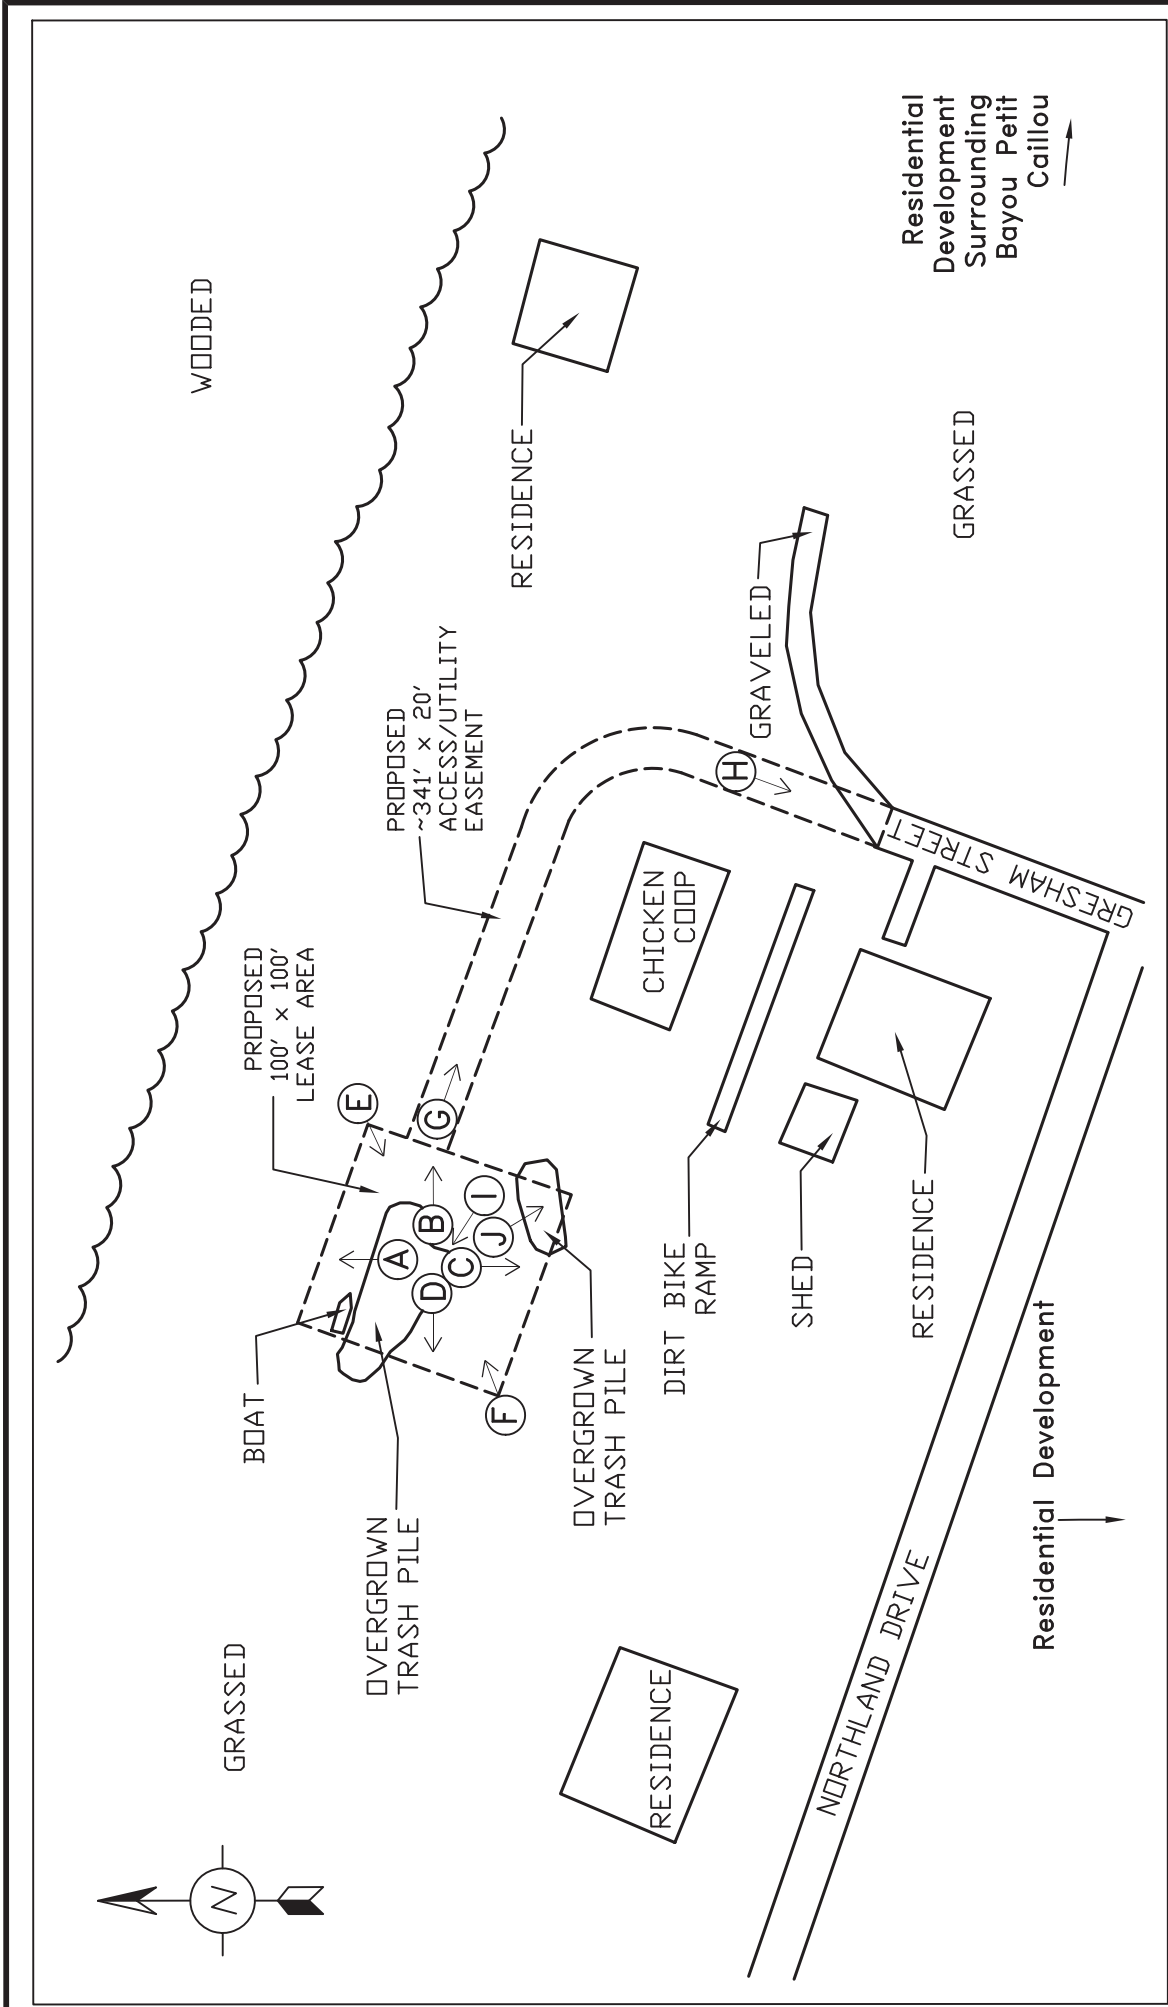 WOODED
Residential
Development
Surrounding
Bayou Petit
Caillou
RESIDENCE
GRASSED
PROPOSED
~341' x 20'
ACCESS/UTILITY
EASEMENT
GRAVELED
H
GRESHAM STREET
CHICKEN
COOP
PROPOSED
100' x 100'
LEASE AREA
E
G
A
B
I
J
C
D
F
BOAT
OVERGROWN
TRASH PILE
OVERGROWN
TRASH PILE
DIRT BIKE
RAMP
SHED
RESIDENCE
Residential Development
NORTHLAND DRIVE
GRASSED
RESIDENCE
N